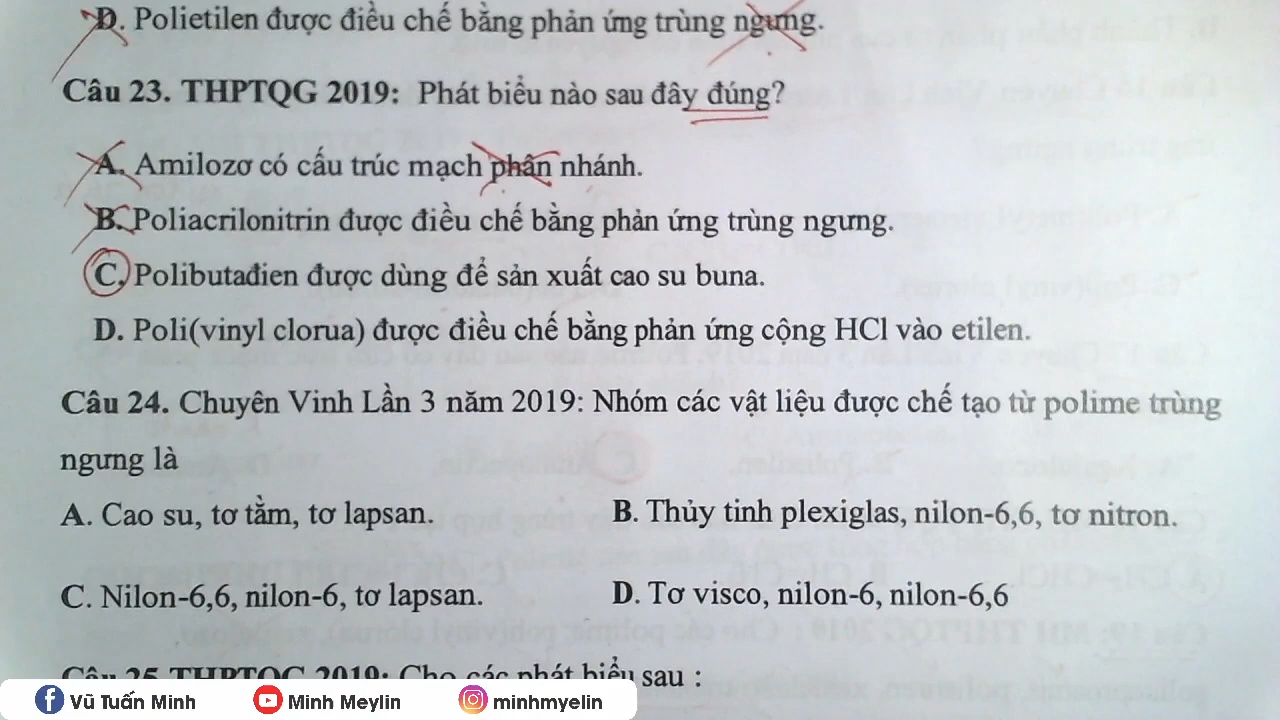 D. Polietilen được điều chế bằng phản ứng trùng ngưng.
Câu 23. THPTQG 2019: Phát biểu nào sau đây đúng?
A. Amilozơ có cấu trúc mạch phân nhánh.
B. Poliacrilonitrin được điều chế bằng phản ứng trùng ngưng.
C. Polibutađien được dùng để sản xuất cao su buna.
D. Poli(vinyl clorua) được điều chế bằng phản ứng cộng HCl vào etilen.
Câu 24. Chuyên Vinh Lần 3 năm 2019: Nhóm các vật liệu được chế tạo từ polime trùng
ngưng là
A. Cao su, tơ tằm, tơ lapsan. B. Thủy tinh plexiglas, nilon-6,6, tơ nitron.
C. Nilon-6,6, nilon-6, tơ lapsan. D. Tơ visco, nilon-6, nilon-6,6
Câu 25 THPTQG 2019: Cho các phát biểu sau :
Vũ Tuấn Minh Minh Meylin minhmyelin